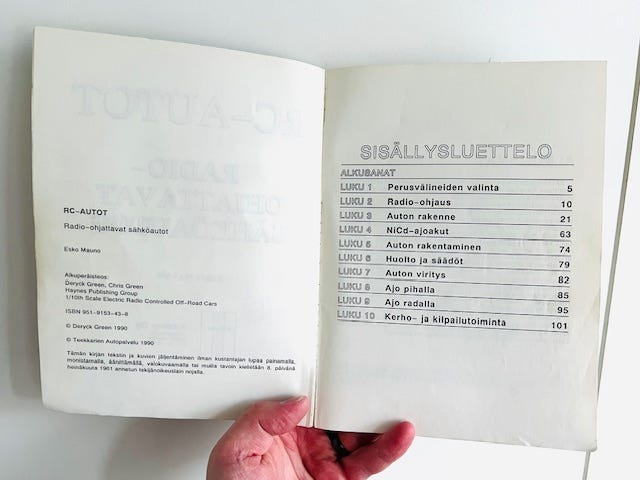 RC-AUTOT
Radio-ohjattavat sähköautot
Esko Mauno
Alkuperäisteos:
Deryck Green, Chris Green
Haynes Publishing Group
1/10th Scale Electric Radio Controlled Off-Road Cars
ISBN 951-9153-43-8
© Deryck Green 1990
© Teekkarien Autopalvelu 1990
Tämän kirjan tekstin ja kuvien jäljentäminen ilman kustantajan lupaa painamalla,
monistamalla, äänittämällä, valokuvaamalla tai muilla tavoin kielletään 8. päivänä
heinäkuuta 1961 annetun tekijänoikeuslain nojalla.
SISÄLLYSLUETTELO
ALKUSANAT
LUKU 1 Perusvälineiden valinta 5
LUKU 2 Radio-ohjaus 10
LUKU 3 Auton rakenne 21
LUKU 4 NiCd-ajoakut 63
LUKU 5 Auton rakentaminen 74
LUKU 6 Huolto ja säädöt 79
LUKU 7 Auton viritys 82
LUKU 8 Ajo pihalla 85
LUKU 9 Ajo radalla 95
LUKU 10 Kerho- ja kilpailutoiminta 101